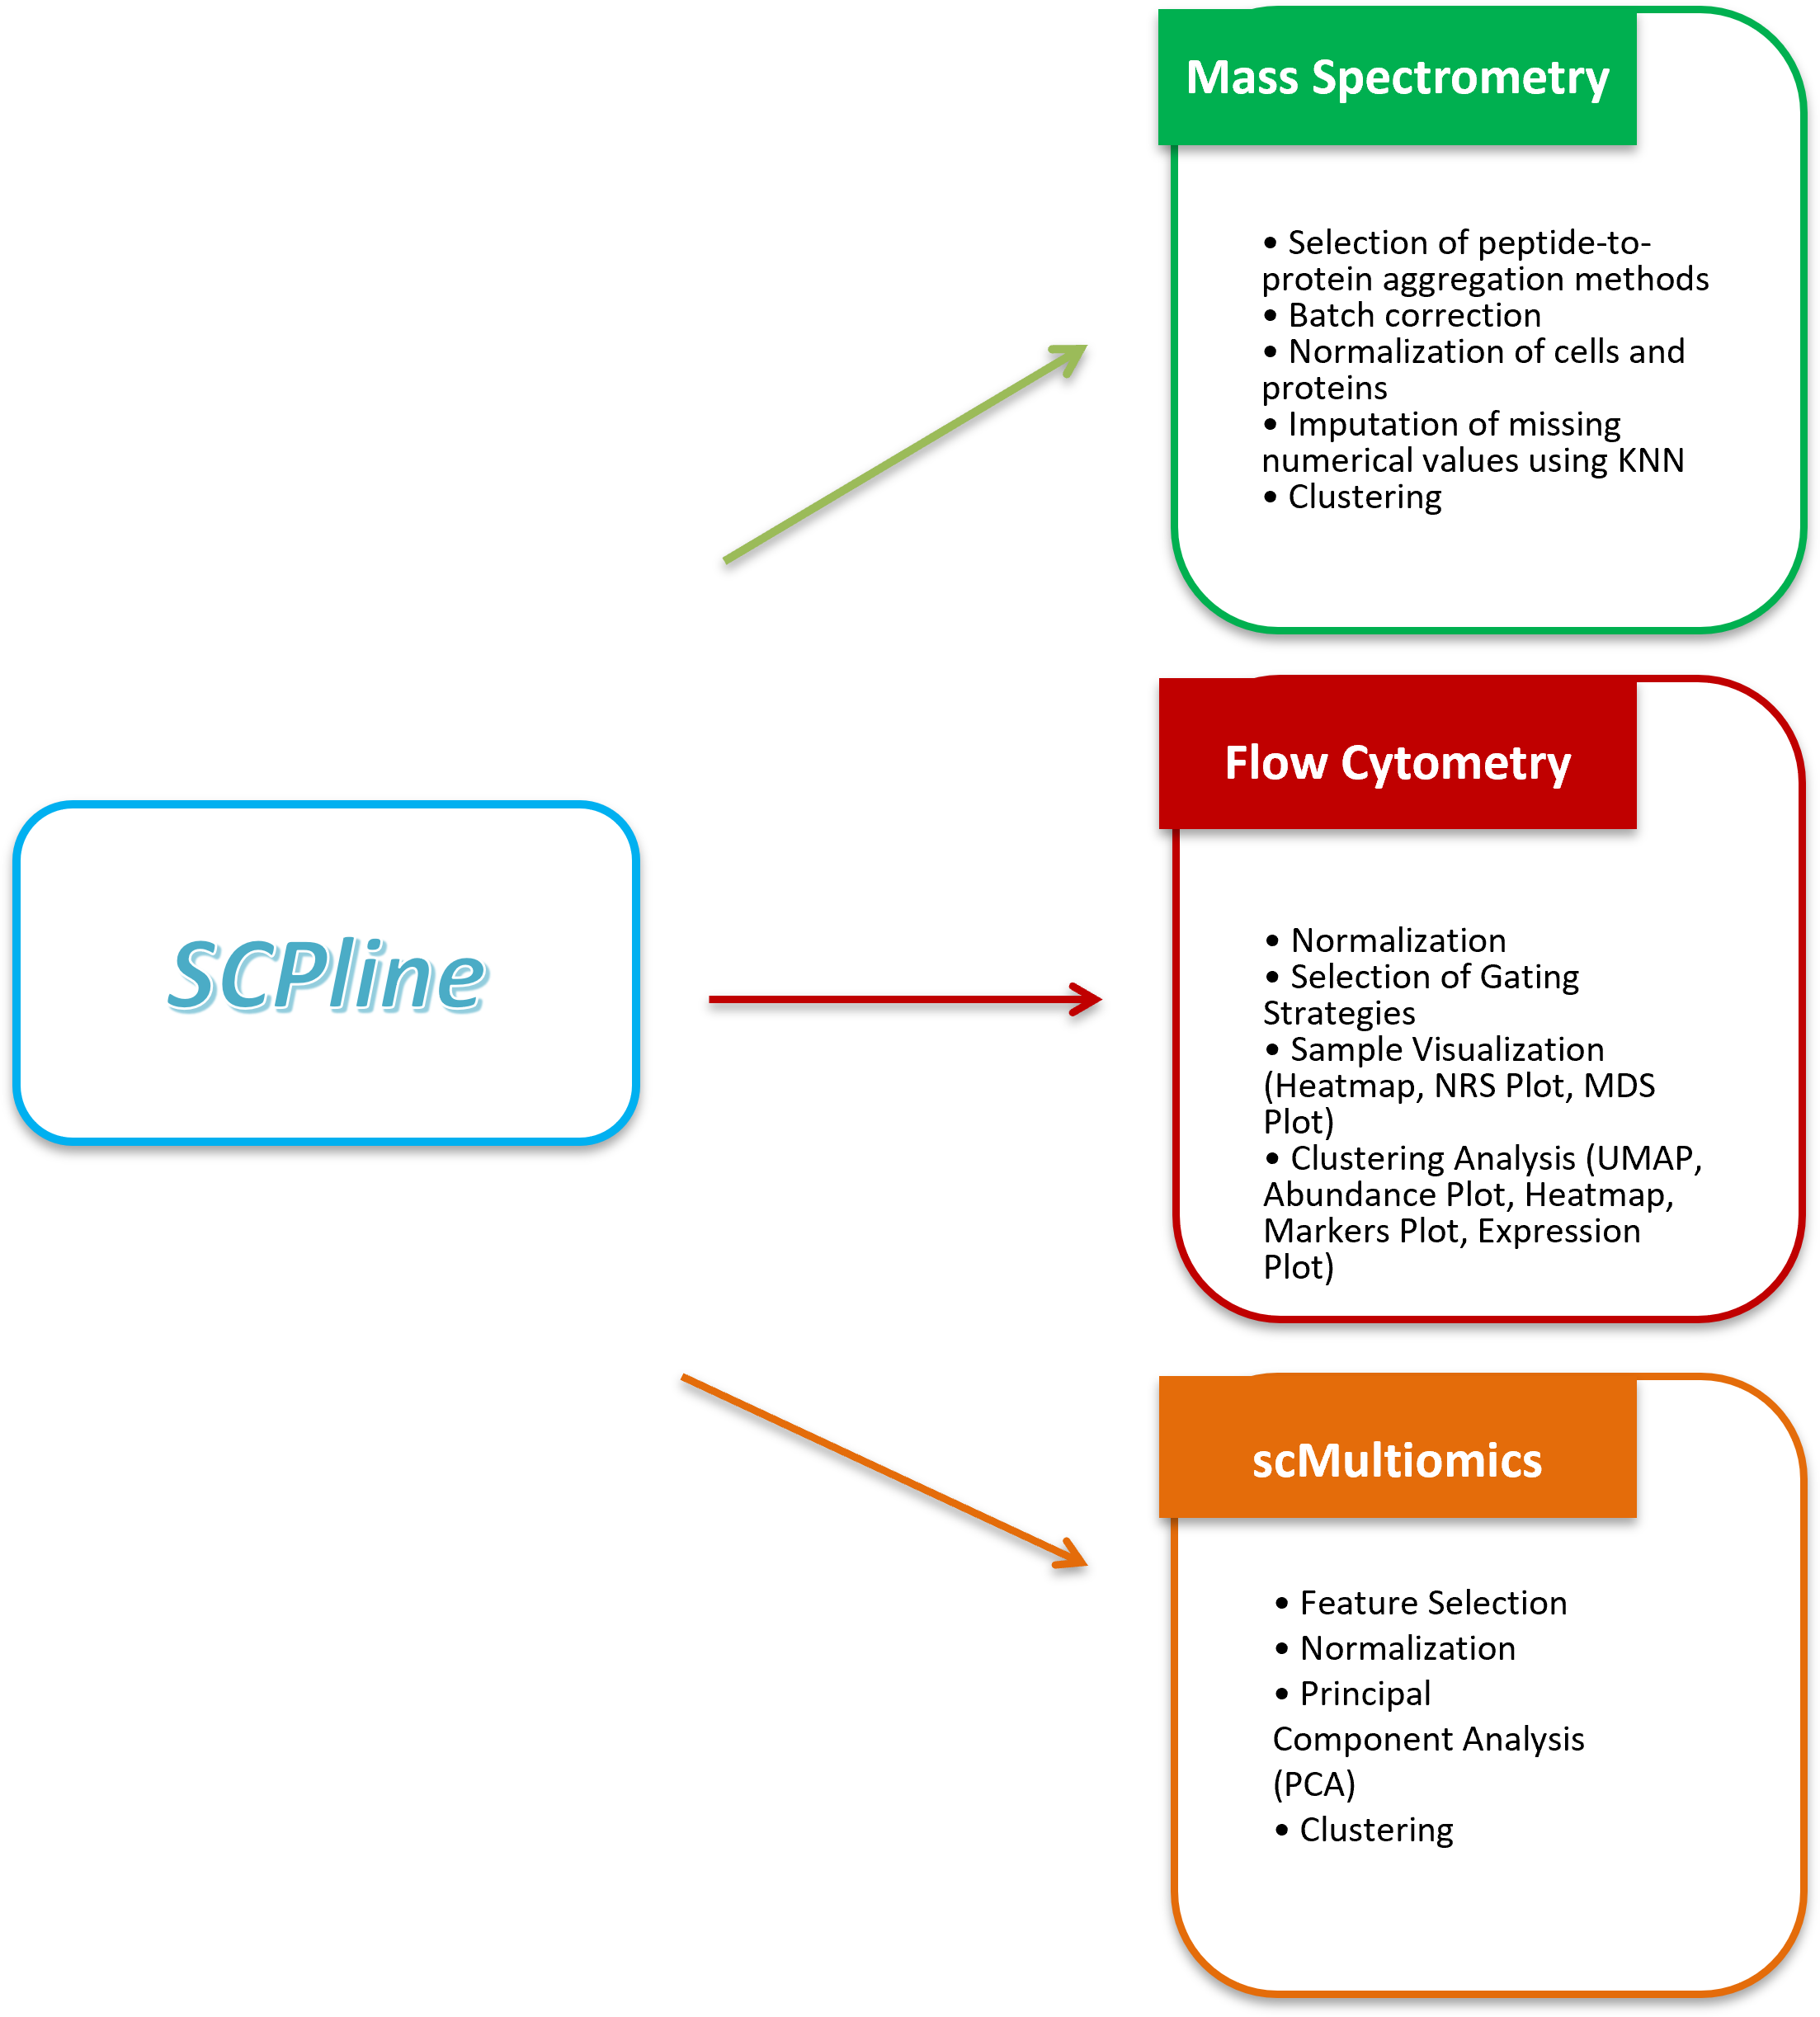 Mass Spectrometry
• Selection of peptide-to-
protein aggregation methods
• Batch correction
• Normalization of cells and
proteins
• Imputation of missing
numerical values using KNN
• Clustering
SCPline
Flow Cytometry
• Normalization
• Selection of Gating
Strategies
• Sample Visualization
(Heatmap, NRS Plot, MDS
Plot)
• Clustering Analysis (UMAP,
Abundance Plot, Heatmap,
Markers Plot, Expression
Plot)
scMultiomics
• Feature Selection
• Normalization
• Principal
Component Analysis
(PCA)
• Clustering